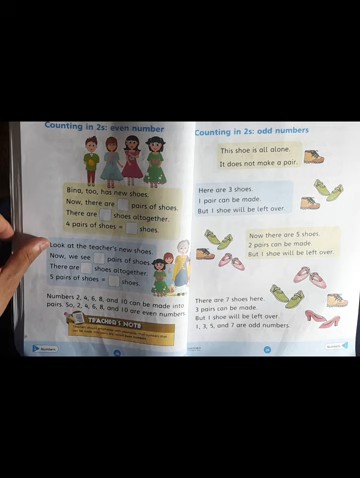 Counting in 2s: even number
Bina, too, has new shoes.
Now, there are pairs of shoes.
There are shoes altogether.
4 pairs of shoes = shoes.
Look at the teacher's new shoes.
Now, we see pairs of shoes.
There are shoes altogether.
5 pairs of shoes = shoes.
Numbers 2, 4, 6, 8, and 10 can be made into
pairs. So, 2, 4, 6, 8, and 10 are even numbers
TEACHER'S NOTE
Counting in 2s: odd numbers
This shoe is all alone.
It does not make a pair.
Here are 3 shoes.
1 pair can be made.
But 1 shoe will be left over.
Now there are 5 shoes.
2 pairs can be made.
But 1 shoe will be left over.
There are 7 shoes here.
3 pairs can be made.
But 1 shoe will be left over.
1, 3, 5, and 7 are odd numbers.